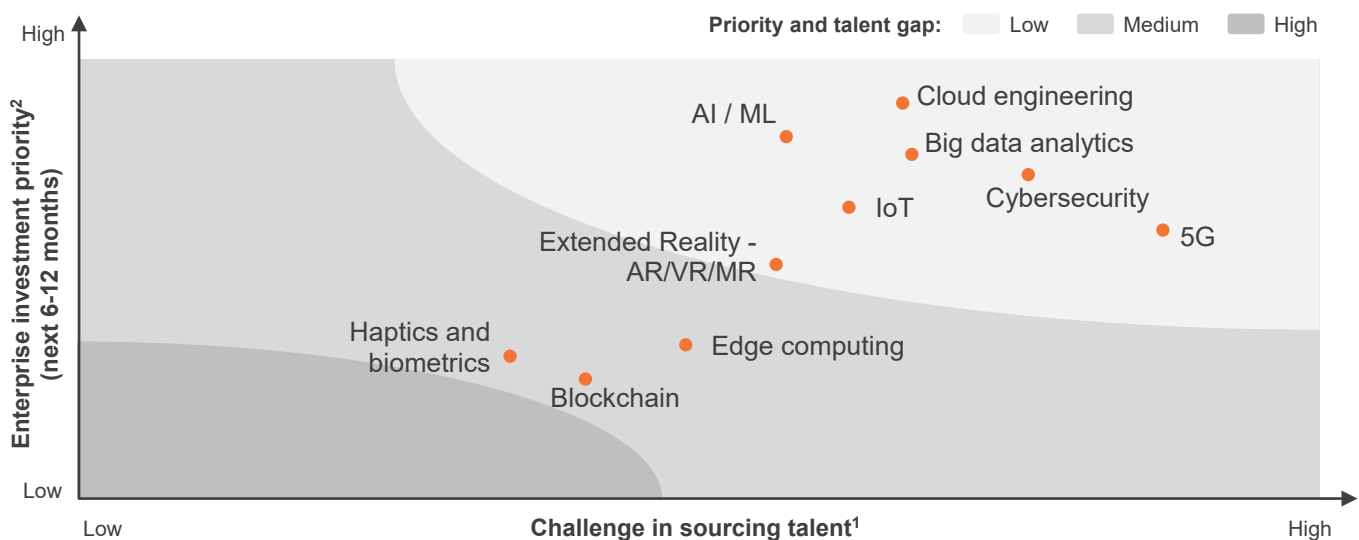 High
Priority and talent gap: Low Medium High
Cloud engineering
AI / ML
Big data analytics
Cybersecurity
IoT
5G
Extended Reality -
AR/VR/MR
Haptics and
biometrics
Edge computing
Blockchain
Enterprise investment priority²
(next 6-12 months)
Low
Low
Challenge in sourcing talent¹
High